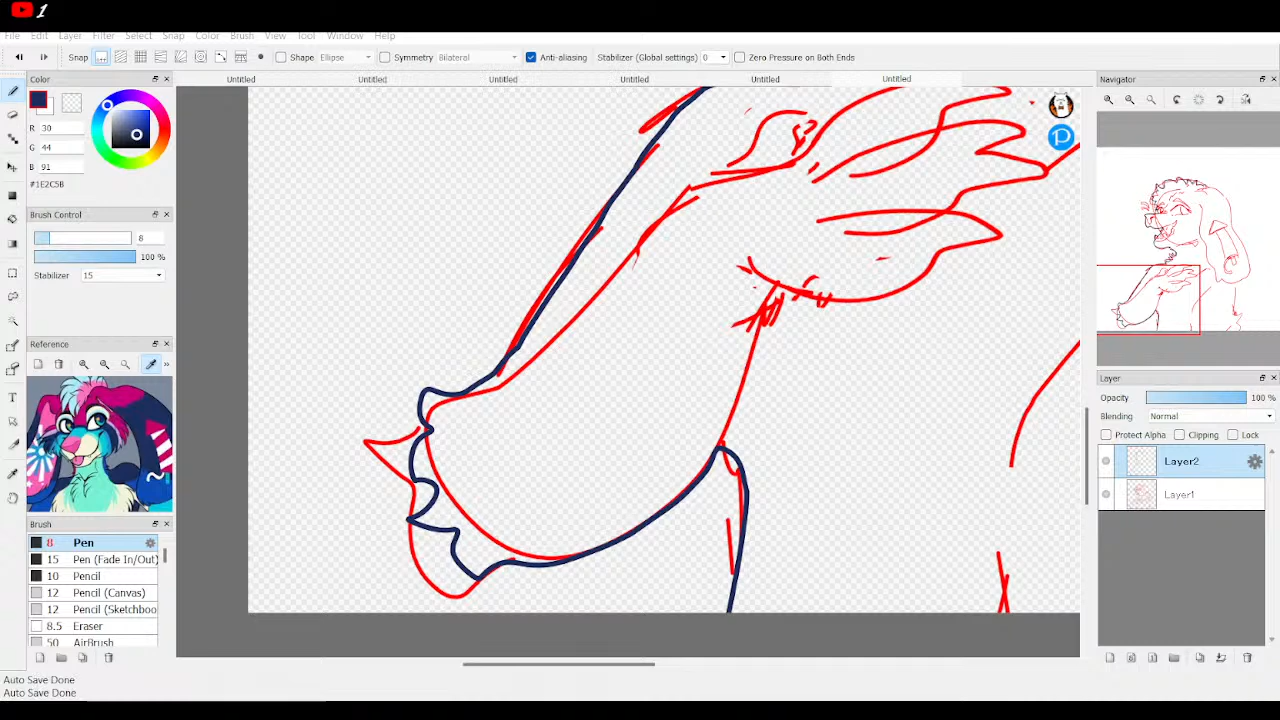 1
File Edit Layer Filter Select Snap Color Brush View Tool Window Help
Snap Shape Ellipse Symmetry Bilateral Anti-aliasing Stabilizer (Global settings) 0 Zero Pressure on Both Ends
Color Untitled Untitled Untitled Untitled Untitled Untitled Navigator
R 30
G 44
B 91
#1E2C5B
Brush Control
8
100 %
Stabilizer 15
Reference
Layer
Opacity 100 %
Blending Normal
Protect Alpha Clipping Lock
Layer2
Layer1
Brush
8 Pen
15 Pen (Fade In/Out)
10 Pencil
12 Pencil (Canvas)
12 Pencil (Sketchboo
8.5 Eraser
50 AirBrush
Auto Save Done
Auto Save Done